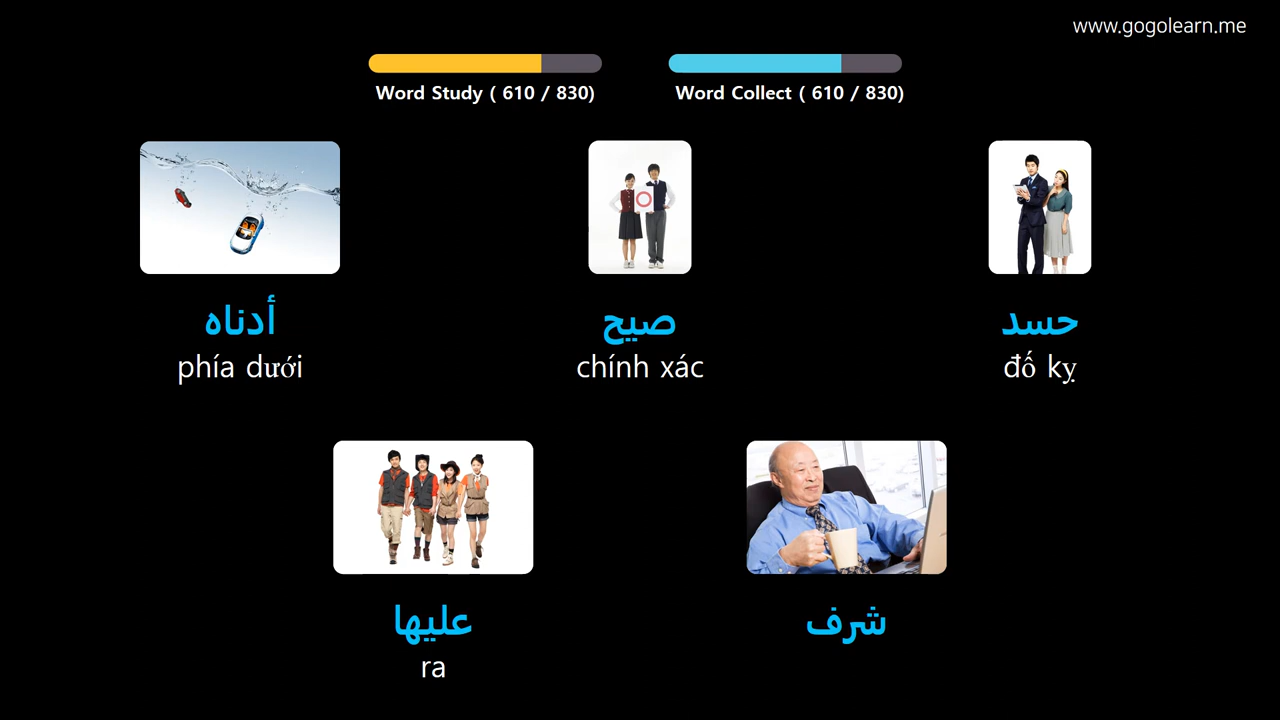 www.gogolearn.me
Word Study ( 610 / 830)
Word Collect ( 610 / 830)
أدناه
صيح
حسد
phía dưới
chính xác
đố kỵ
عليها
شرف
ra